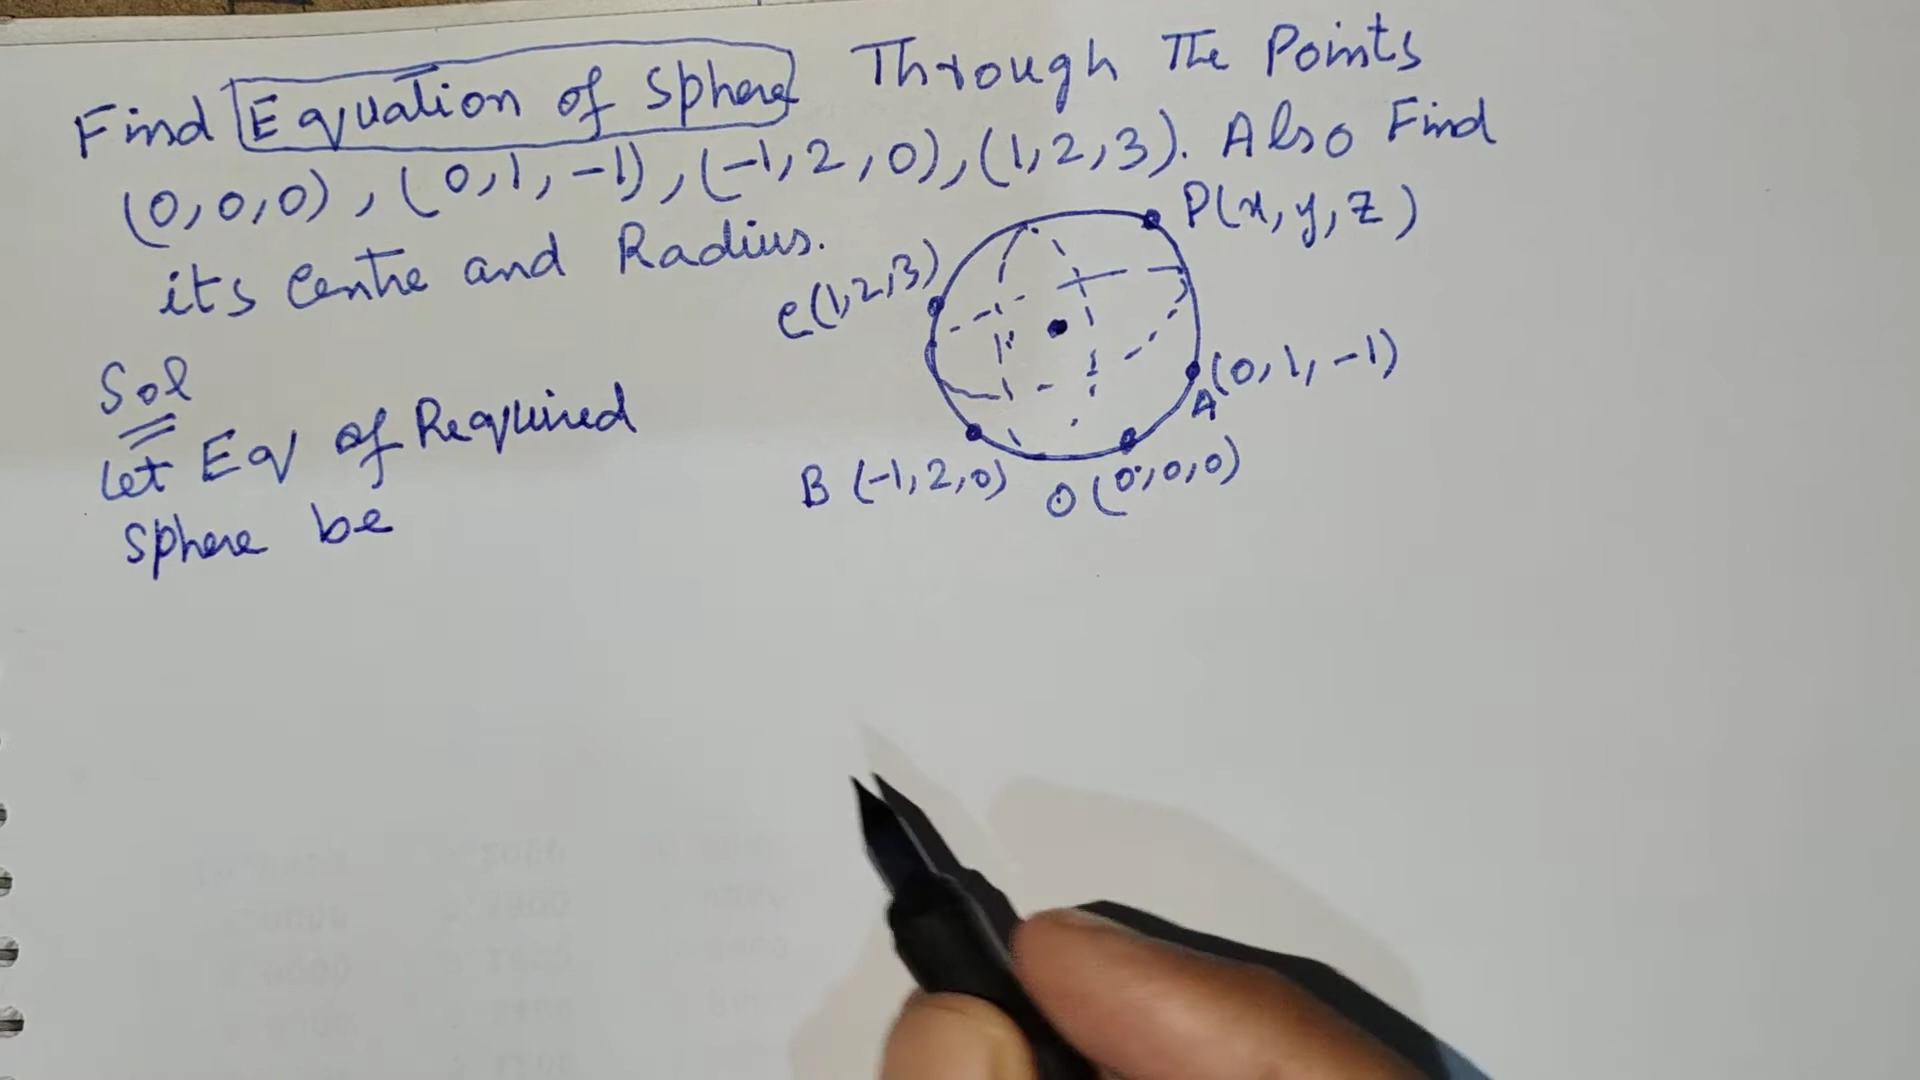 Find Equation of Sphere Through The Points
(0,0,0), (0,1,-1), (-1,2,0), (1,2,3). Also Find
its Centre and Radius.
P(x,y,z)
C(1,2,3)
A(0,1,-1)
B (-1,2,0)
O(0,0,0)
Sol
Let Eq of Required
Sphere be